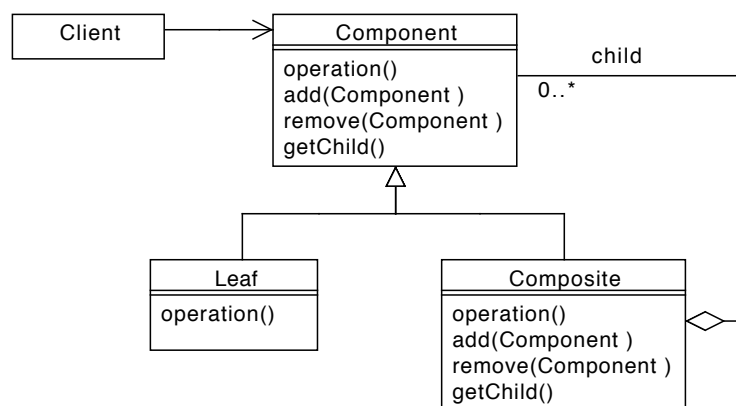 Client
Component
operation()
add(Component )
remove(Component )
getChild()
child
0..*
Leaf
operation()
Composite
operation()
add(Component )
remove(Component )
getChild()